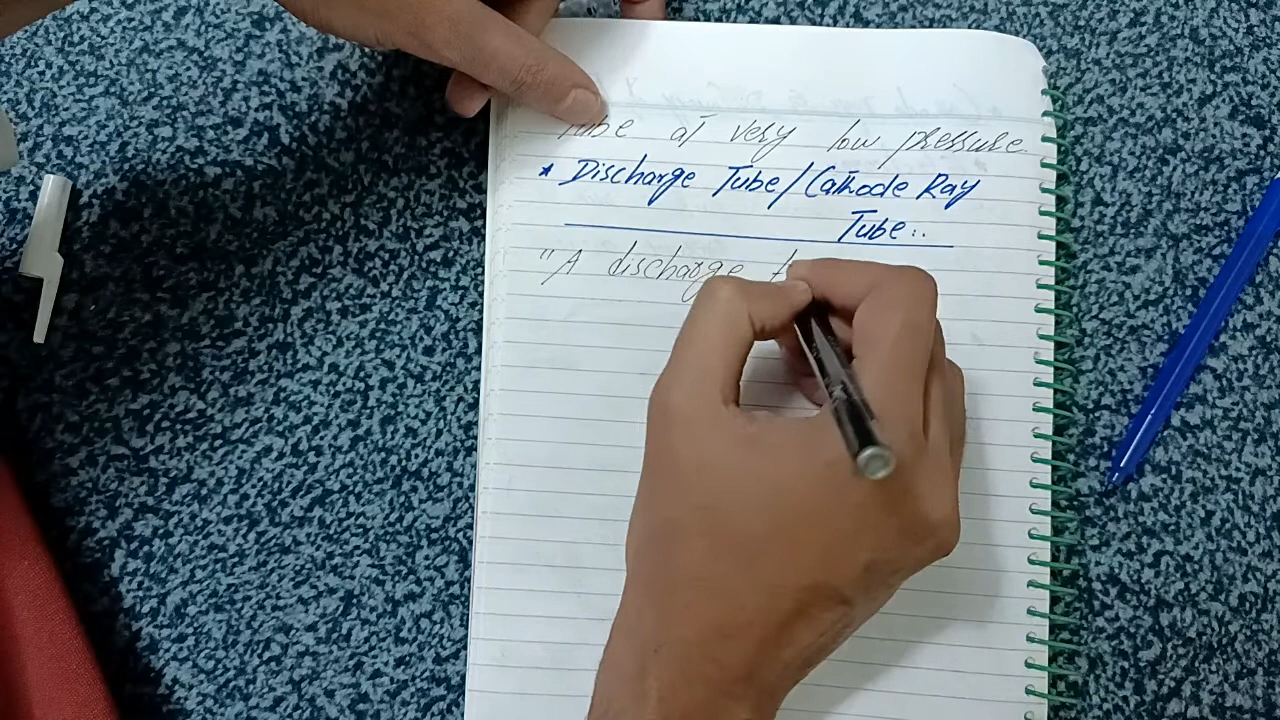 Tube at very low pressure.
* Discharge Tube/Cathode Ray
Tube:.
"A discharge t